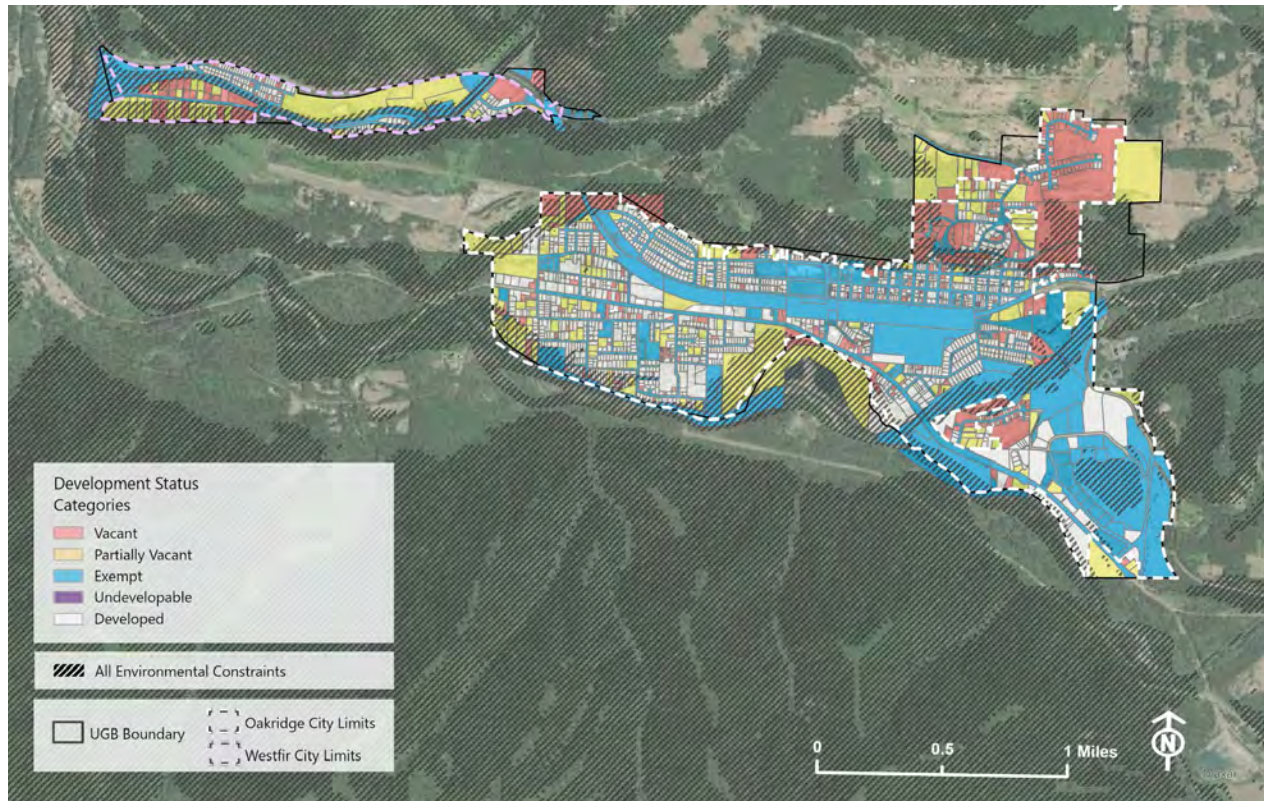 Development Status
Categories
Vacant
Partially Vacant
Exempt
Undevelopable
Developed
All Environmental Constraints
UGB Boundary
Oakridge City Limits
Westfir City Limits
0 0.5 1 Miles
N